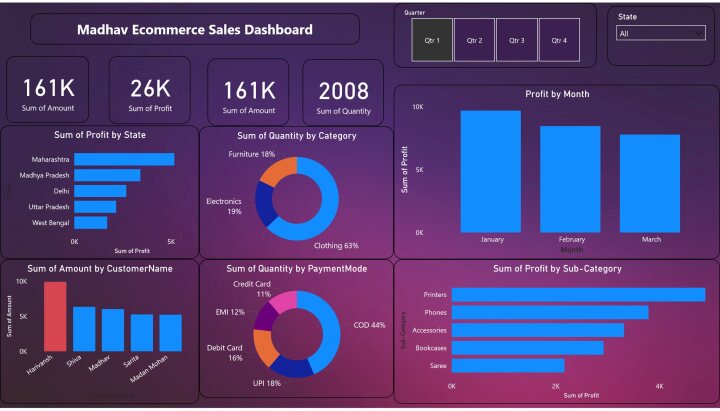 Madhav Ecommerce Sales Dashboard
Quarter
Qtr 1
Qtr 2
Qtr 3
Qtr 4
State
All
161K
Sum of Amount
26K
Sum of Profit
161K
Sum of Amount
2008
Sum of Quantity
Sum of Profit by State
State
Maharashtra
Madhya Pradesh
Delhi
Uttar Pradesh
West Bengal
0K
5K
Sum of Profit
Sum of Quantity by Category
Furniture 18%
Electronics
19%
Clothing 63%
Profit by Month
Sum of Profit
10K
5K
0K
January
February
March
Month
Sum of Amount by CustomerName
Sum of Amount
10K
5K
0K
Harivansh
Shiva
Madhav
Sarita
Madan Mohan
CustomerName
Sum of Quantity by PaymentMode
Credit Card
11%
EMI 12%
COD 44%
Debit Card
16%
UPI 18%
Sum of Profit by Sub-Category
Sub-Category
Printers
Phones
Accessories
Bookcases
Saree
0K
2K
4K
Sum of Profit